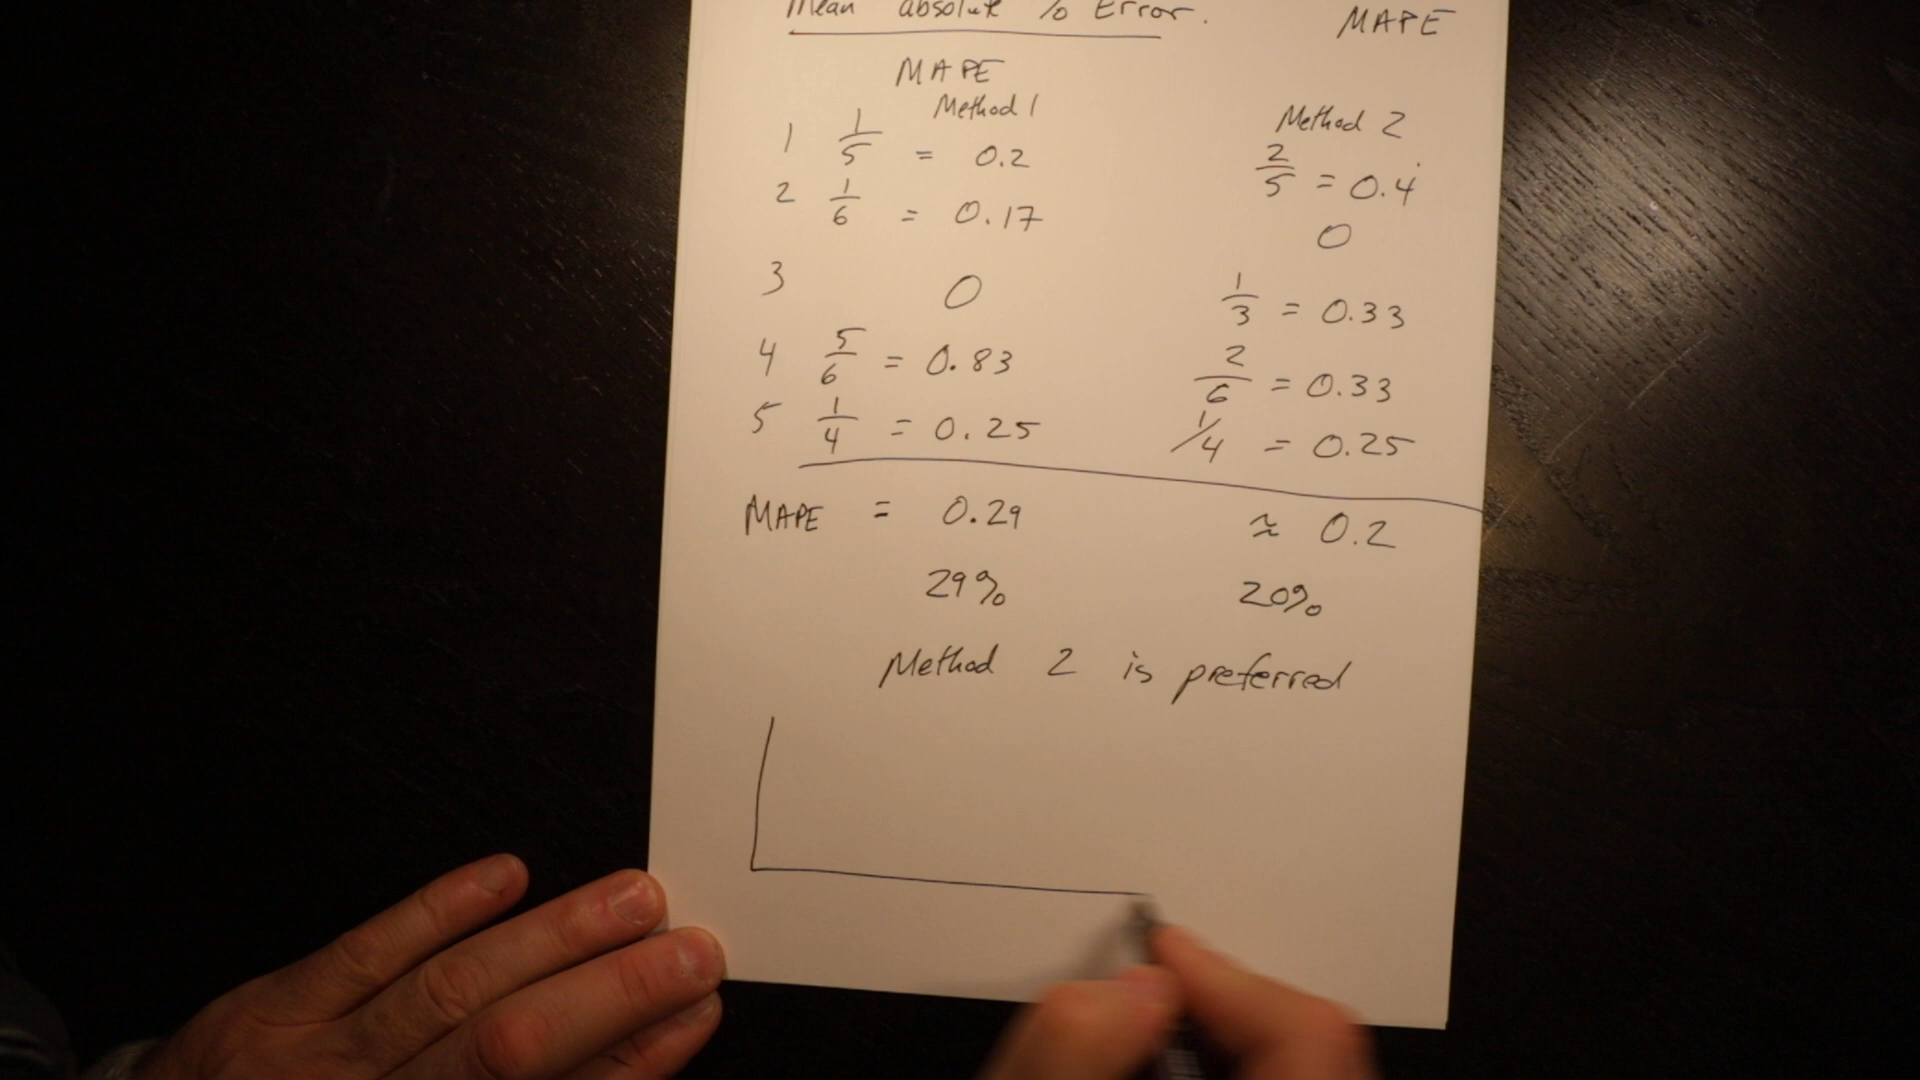 Mean absolute % Error. MAPE
MAPE
Method 1 Method 2
1 1/5 = 0.2 2/5 = 0.4
2 1/6 = 0.17 0
3 0 1/3 = 0.33
4 5/6 = 0.83 2/6 = 0.33
5 1/4 = 0.25 1/4 = 0.25
MAPE = 0.29 ≈ 0.2
29% 20%
Method 2 is preferred